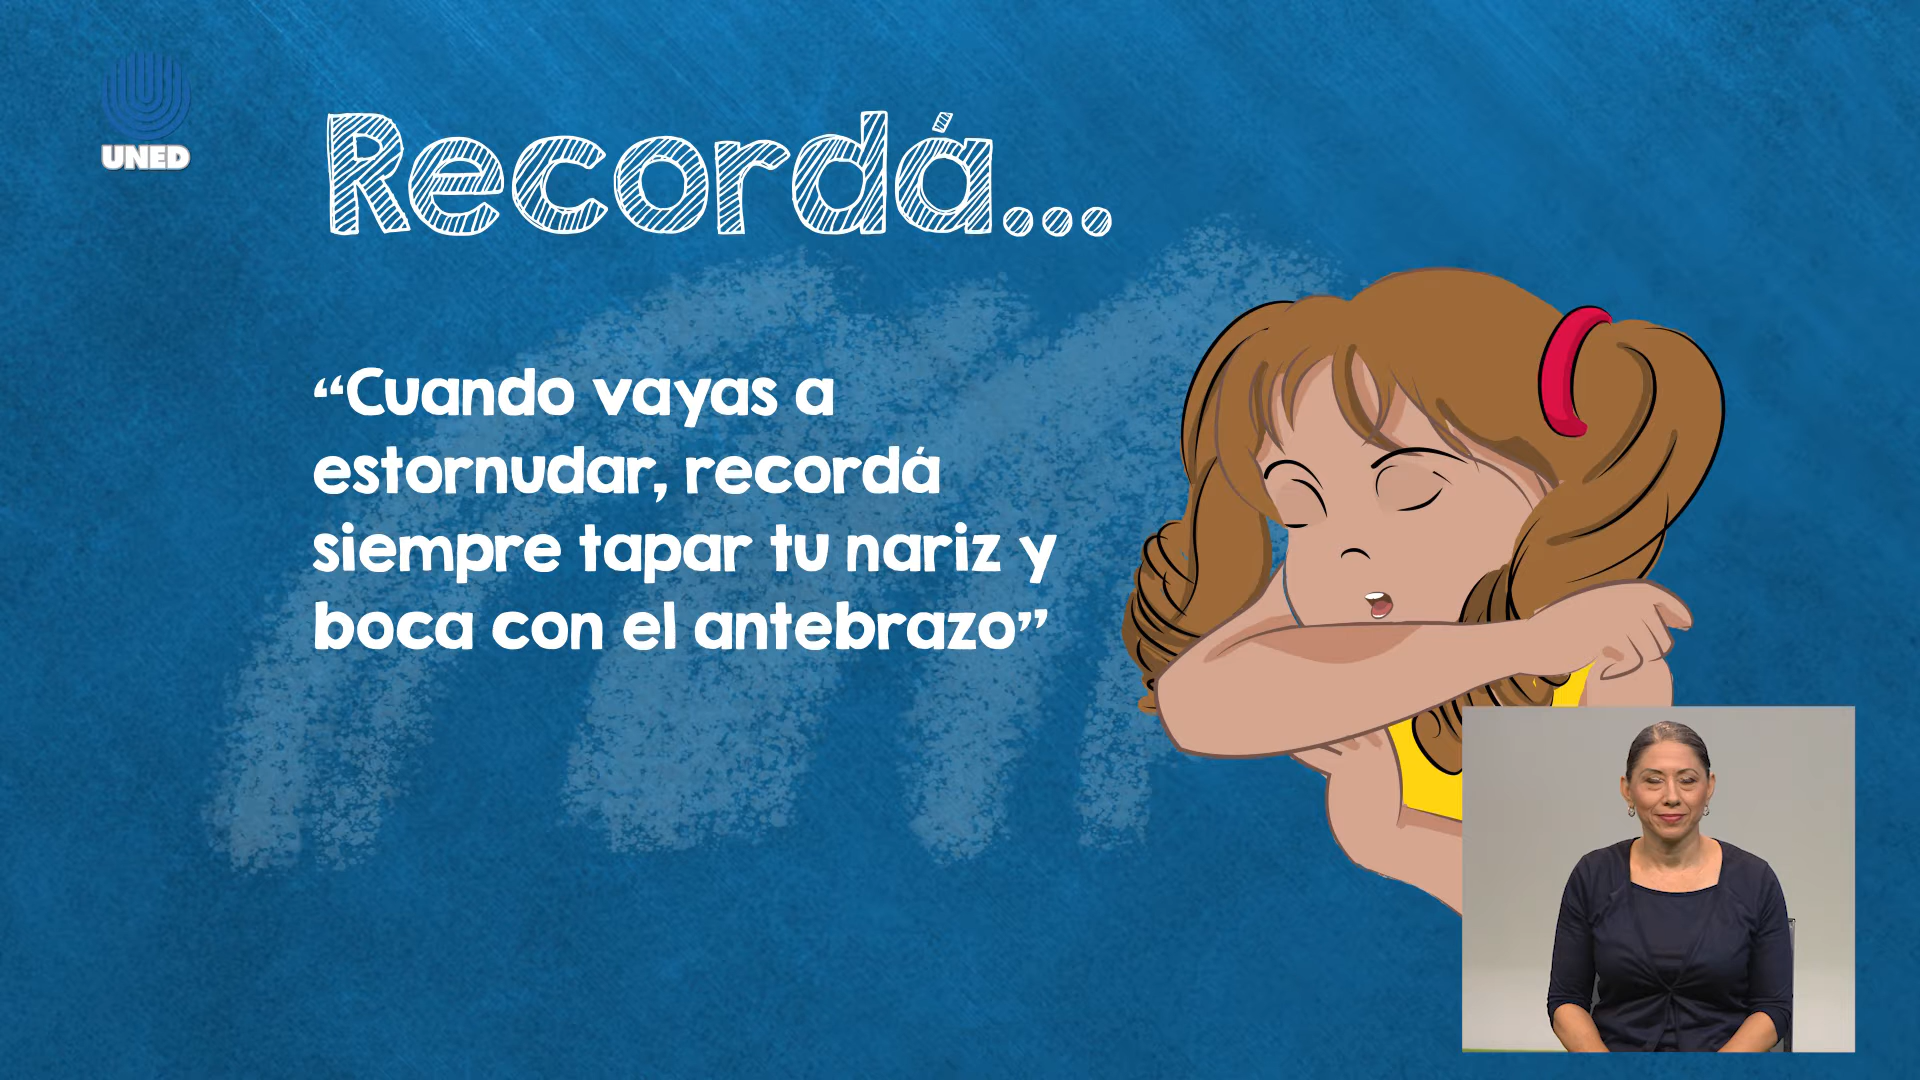 UNED
Recordá...
“Cuando vayas a
estornudar, recordá
siempre tapar tu nariz y
boca con el antebrazo”